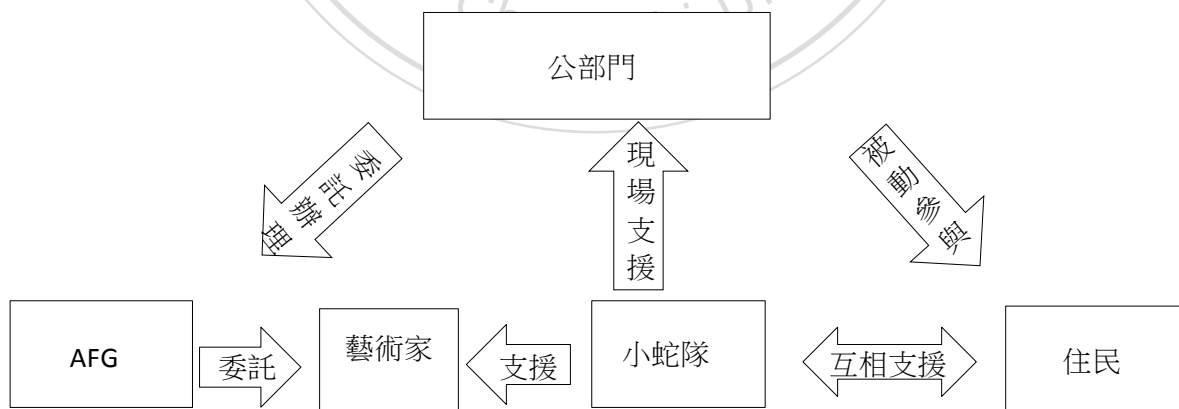 公部門
委託辦理
現場支援
被動參與
AFG
委託
藝術家
支援
小蛇隊
互相支援
住民